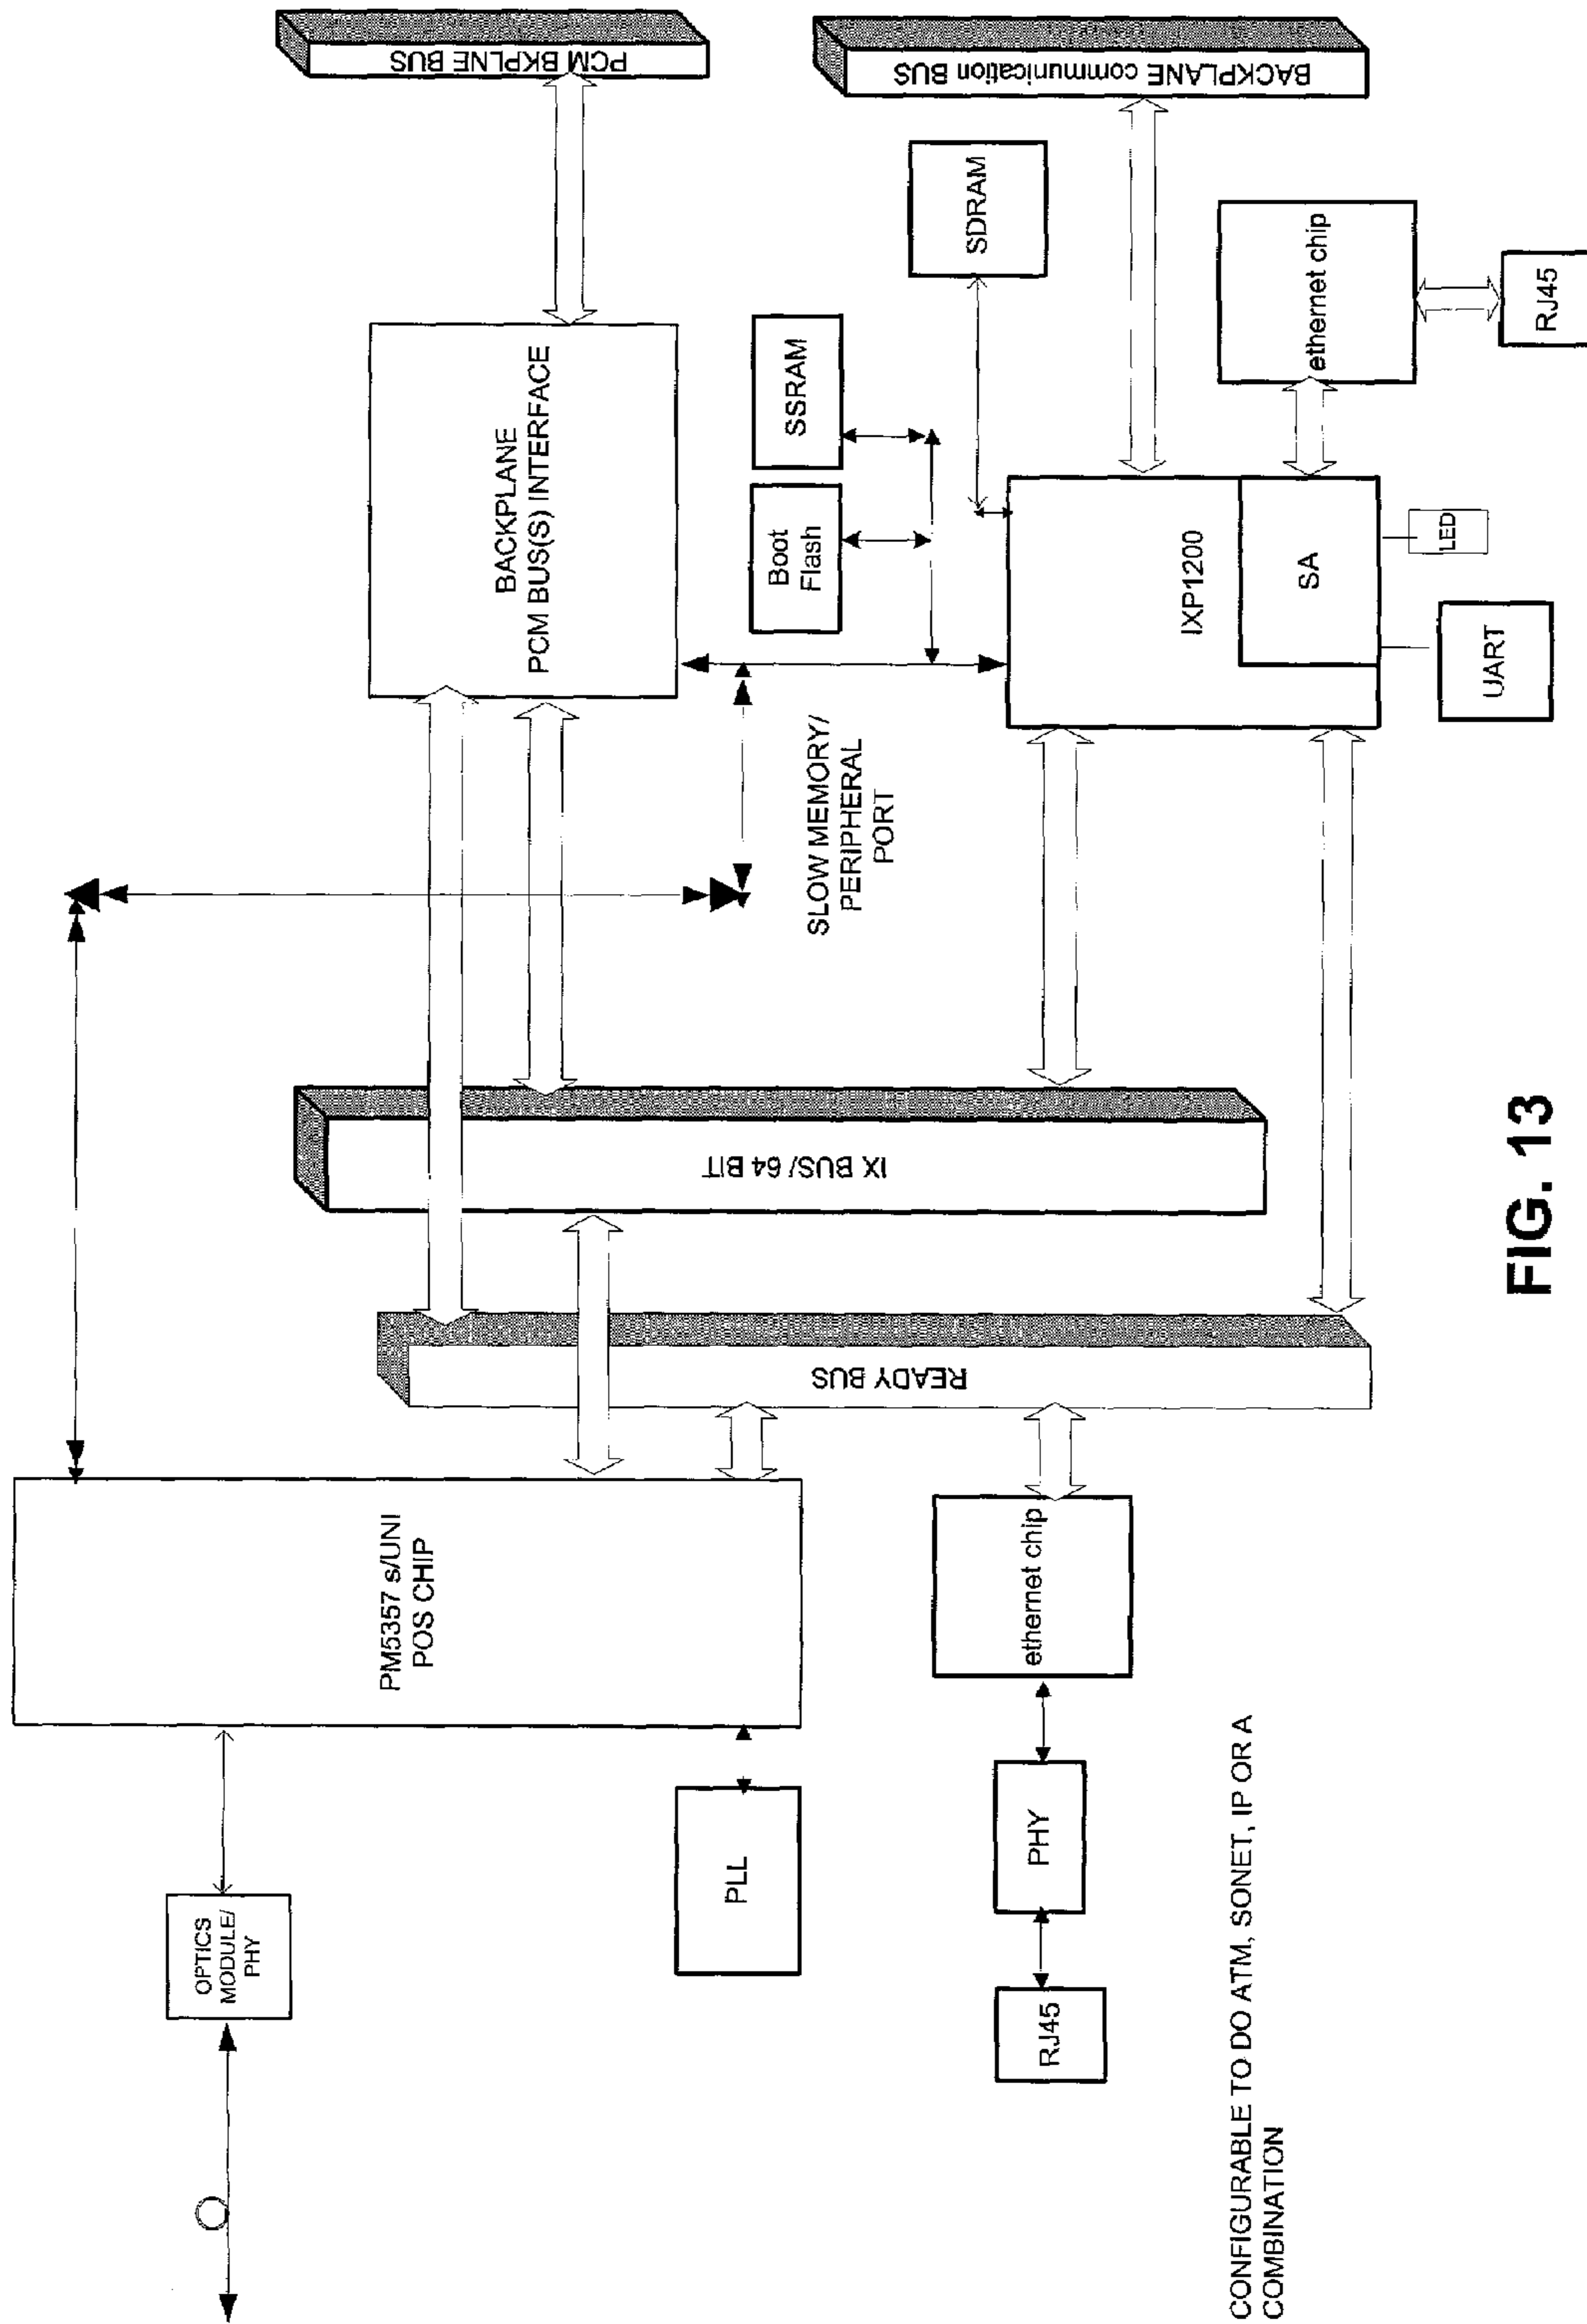 OPTICS
MODULE/
PHY
PM5357 s/UNI
POS CHIP
PLL
RJ45
PHY
ethernet chip
READY BUS
IX BUS/ 64 BIT
BACKPLANE
PCM BUS(S) INTERFACE
PCM BKPLNE BUS
SLOW MEMORY/
PERIPHERAL
PORT
Boot
Flash
SSRAM
SDRAM
BACKPLANE communication BUS
IXP1200
SA
UART
LED
ethernet chip
RJ45
CONFIGURABLE TO DO ATM, SONET, IP OR A
COMBINATION
FIG. 13